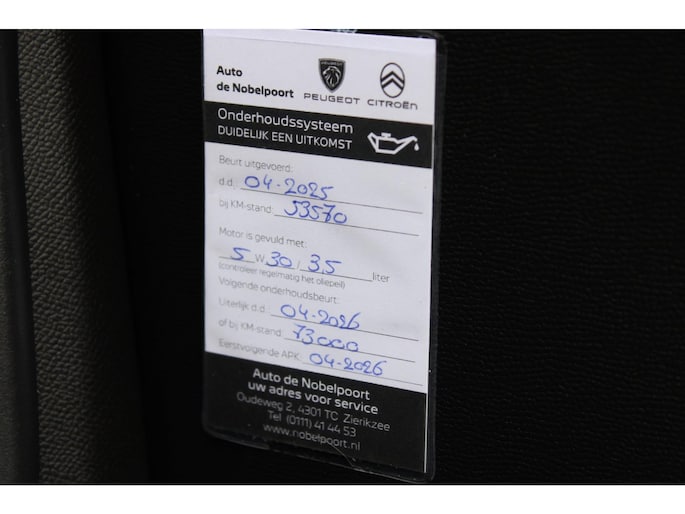 Auto
de Nobelpoort
PEUGEOT
PEUGEOT CITROËN
Onderhoudssysteem
DUIDELIJK EEN UITKOMST
Beurt uitgevoerd:
d.d.: 04-2025
bij KM-stand: 53570
Motor is gevuld met:
5 W 30 / 3,5 liter
(controleer regelmatig het oliepeil)
Volgende onderhoudsbeurt:
Uiterlijk d.d.: 04-2026
of bij KM-stand: 73000
Eerstvolgende APK: 04-2026
Auto de Nobelpoort
uw adres voor service
Oudeweg 2, 4301 TC Zierikzee
Tel (0111) 41 44 53
www.nobelpoort.nl